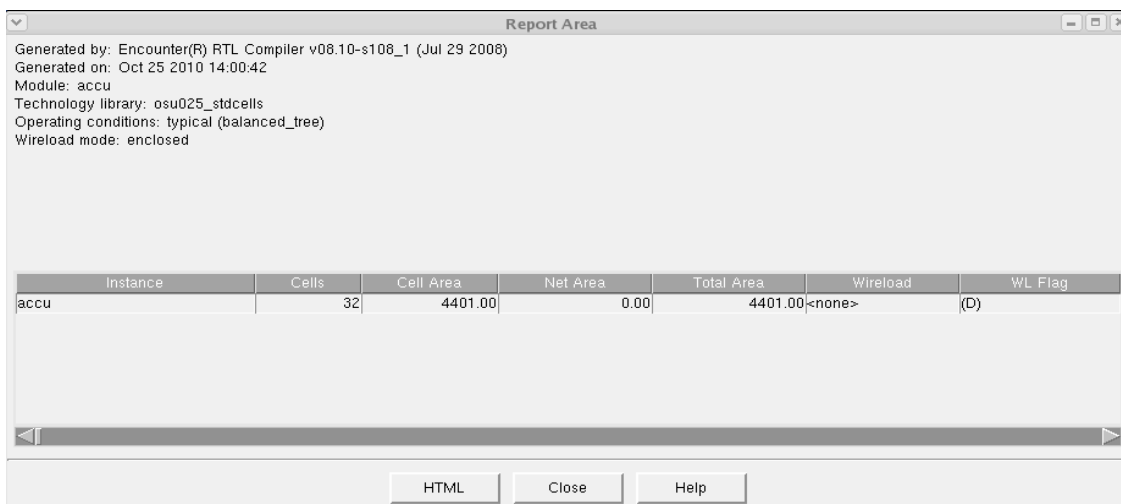 Report Area
Generated by: Encounter(R) RTL Compiler v08.10-s108_1 (Jul 29 2008)
Generated on: Oct 25 2010 14:00:42
Module: accu
Technology library: osu025_stdcells
Operating conditions: typical (balanced_tree)
Wireload mode: enclosed
Instance Cells Cell Area Net Area Total Area Wireload WL Flag
accu 32 4401.00 0.00 4401.00 <none> (D)
HTML Close Help